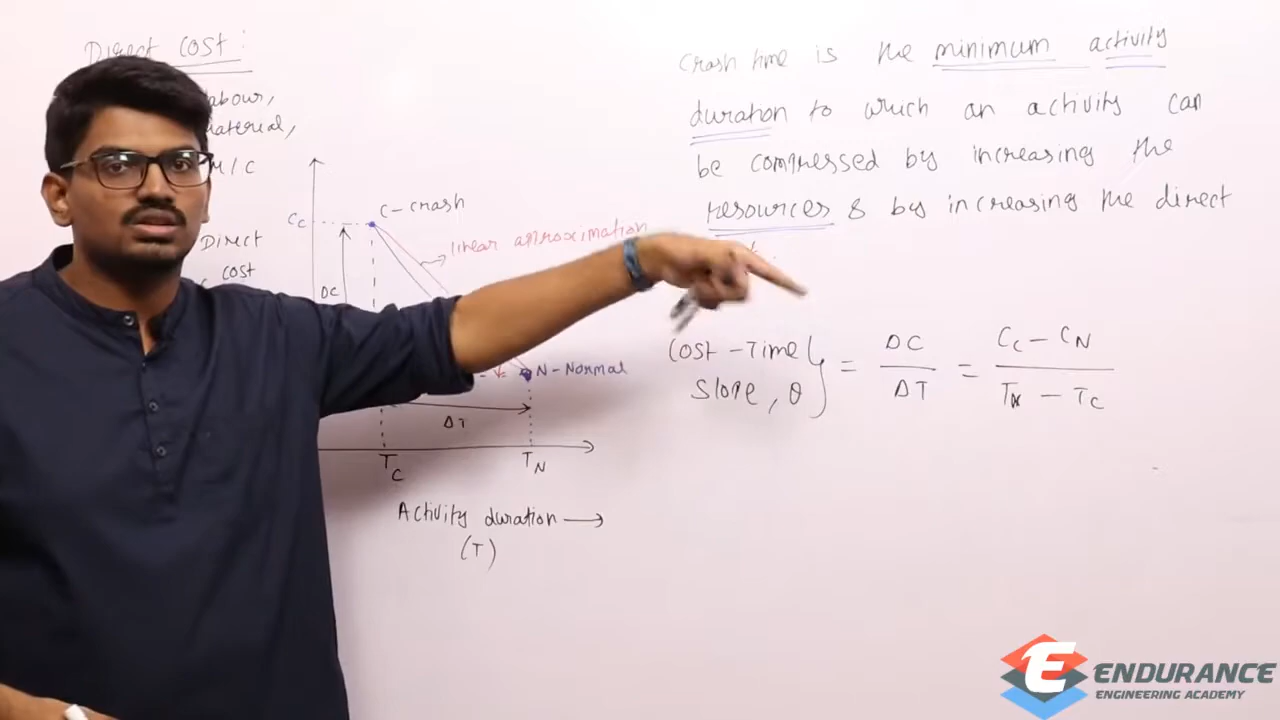 Direct Cost :
abour,
aterial,
M/C
Crash time is the minimum activity
duration to which an activity can
be compressed by increasing the
resources & by increasing the direct
C - crash
Cc
linear approximation
Direct
cost
DC
N - Normal
ΔT
TC
TN
Activity duration →
(T)
Cost - Time
Slope, θ } = DC / ΔT = CC - CN / TN - TC
ENDURANCE
ENGINEERING ACADEMY